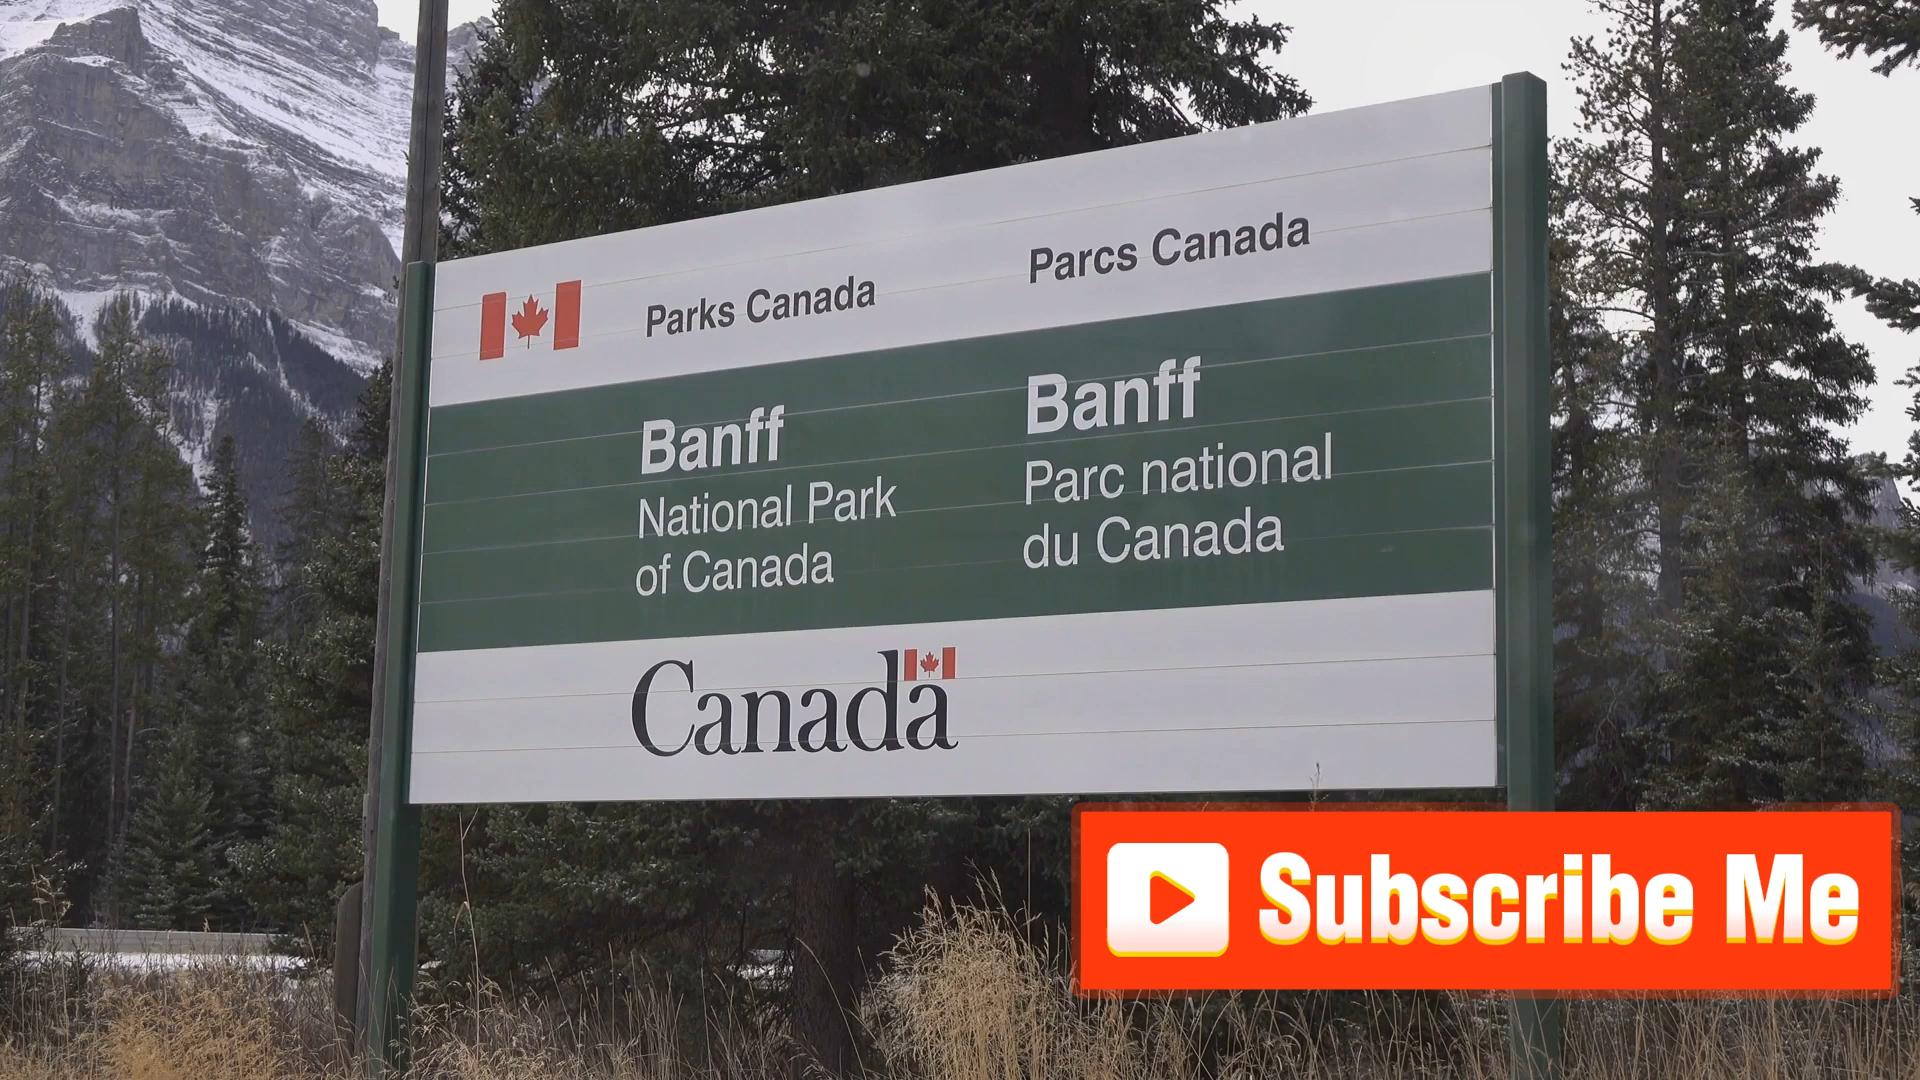 Parks Canada
Parcs Canada
Banff
National Park
of Canada
Banff
Parc national
du Canada
Canada
Subscribe Me